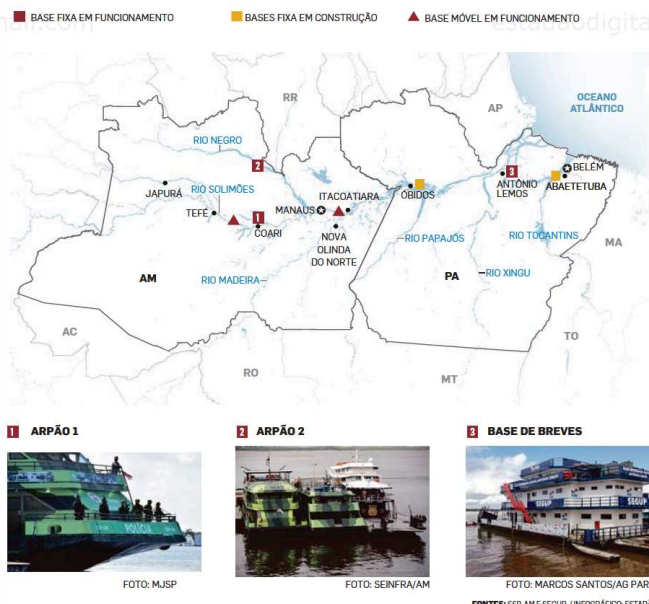 BASE FIXA EM FUNCIONAMENTO
BASES FIXA EM CONSTRUÇÃO
BASE MÓVEL EM FUNCIONAMENTO
RR
AP
OCEANO
ATLÂNTICO
RIO NEGRO
2
3
BELÉM
JAPURÁ
RIO SOLIMÕES
ANTÔNIO
LEMOS
ABAETETUBA
TEFÉ
1
COARI
MANAUS
ITACOATIARA
ÓBIDOS
NOVA
OLINDA
DO NORTE
RIO PAPAJÓS
RIO TOCANTINS
MA
AM
RIO MADEIRA
PA
RIO XINGU
AC
TO
RO
MT
1 ARPÃO 1
2 ARPÃO 2
3 BASE DE BREVES
POLÍCIA
SEGUP
SEGUP
FOTO: MJSP
FOTO: SEINFRA/AM
FOTO: MARCOS SANTOS/AG PAR